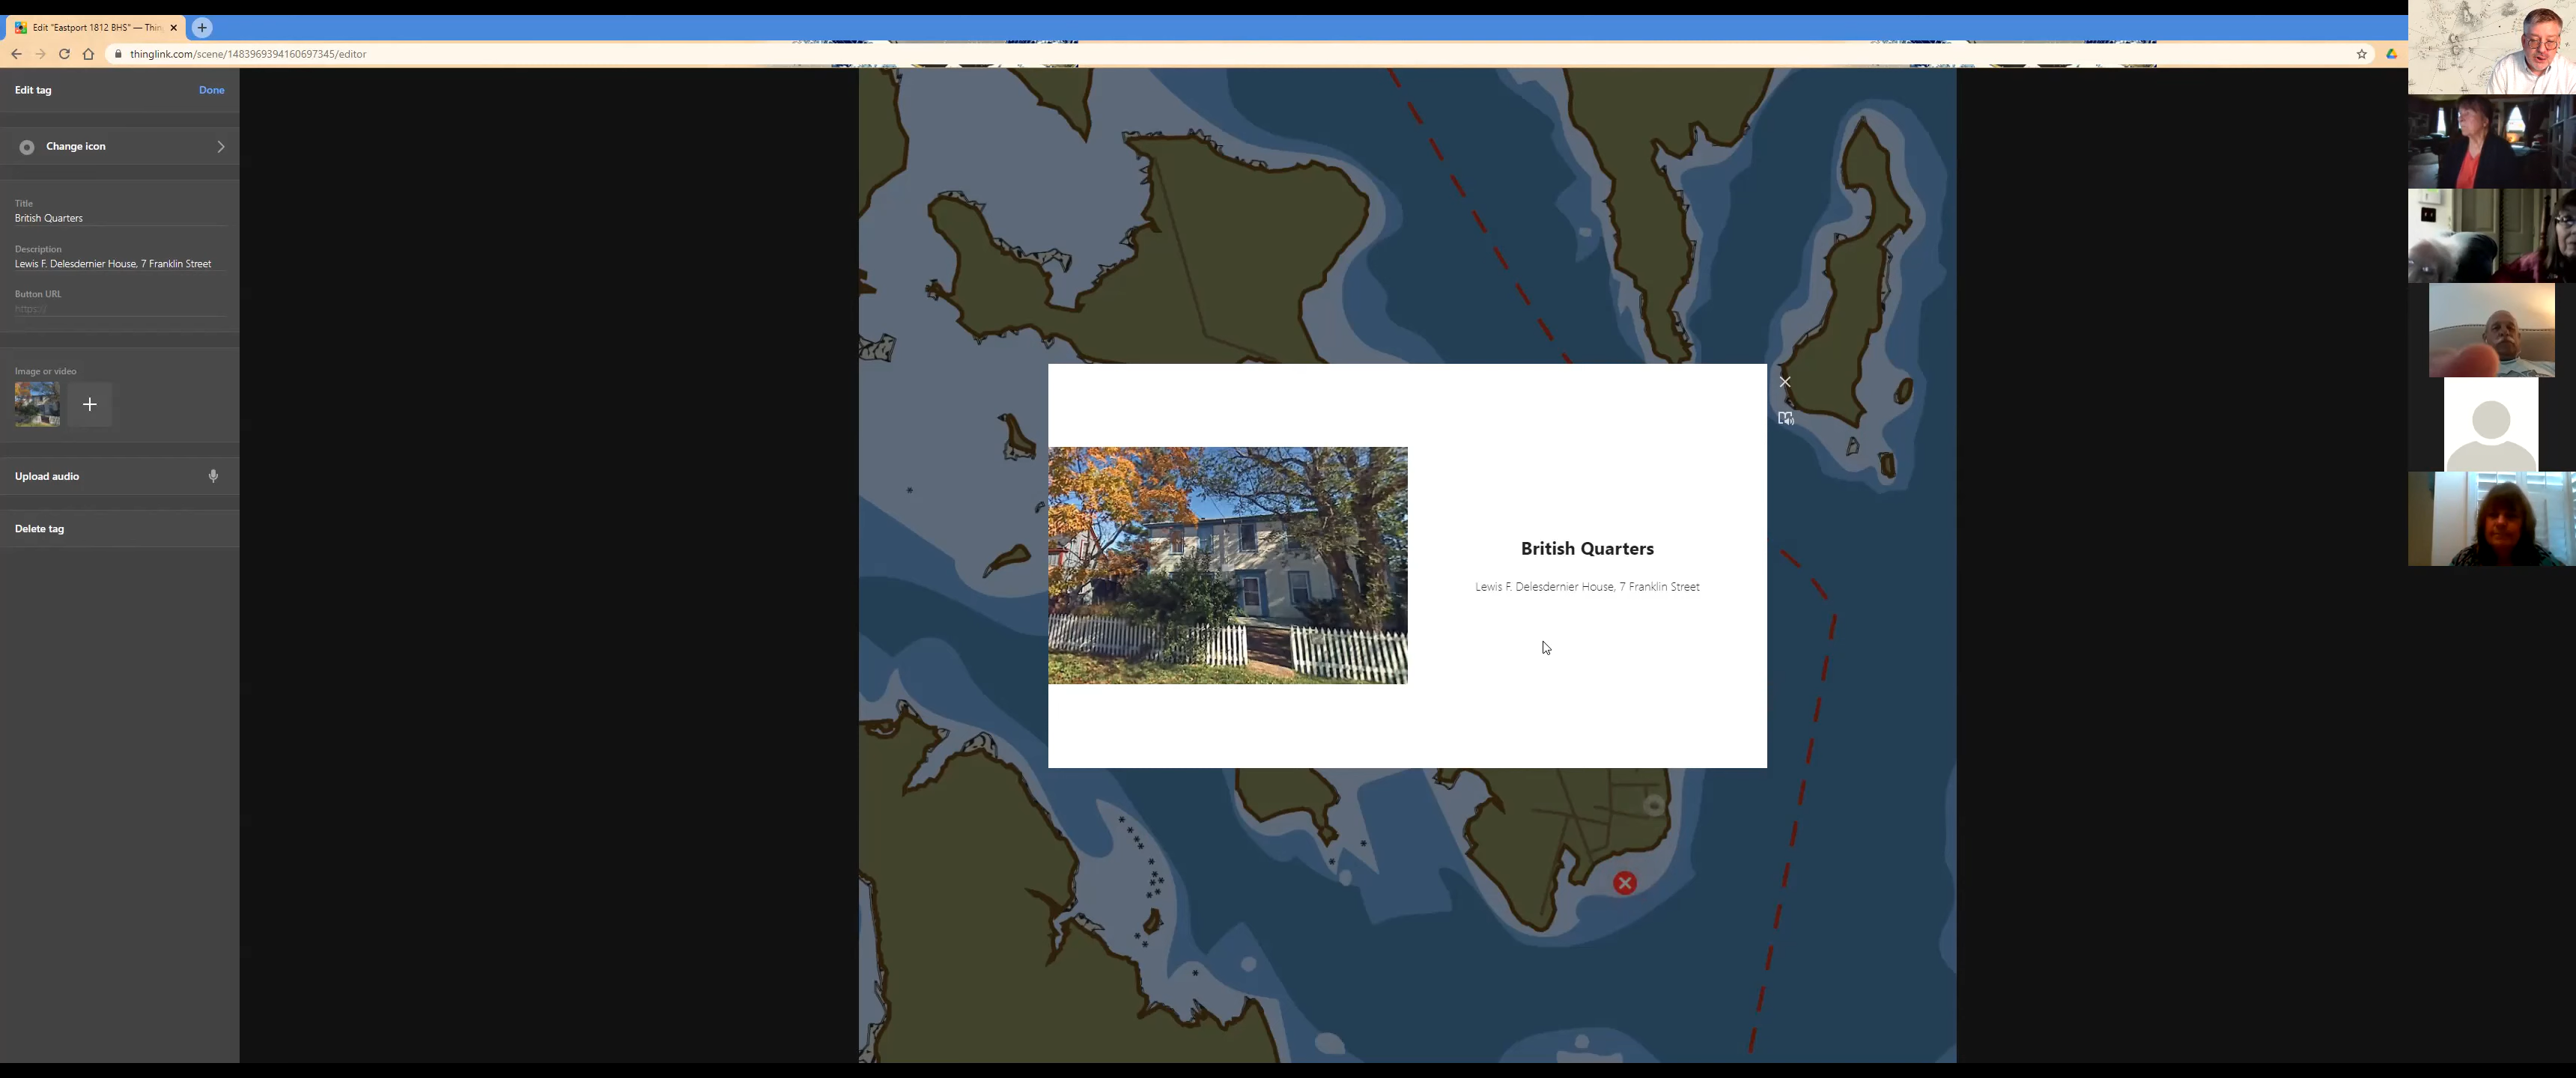 Edit "Eastport 1812 BHS" — Thin
thinglink.com/scene/1483969394160697345/editor
Edit tag Done
Change icon
Title
British Quarters
Description
Lewis F. Delesdernier House, 7 Franklin Street
Button URL
https://
Image or video
Upload audio
Delete tag
British Quarters
Lewis F. Delesdernier House, 7 Franklin Street